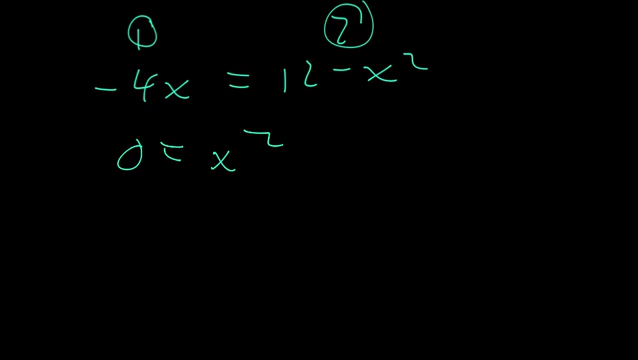 ① ②
-4x = 12 - x²
0 = x²